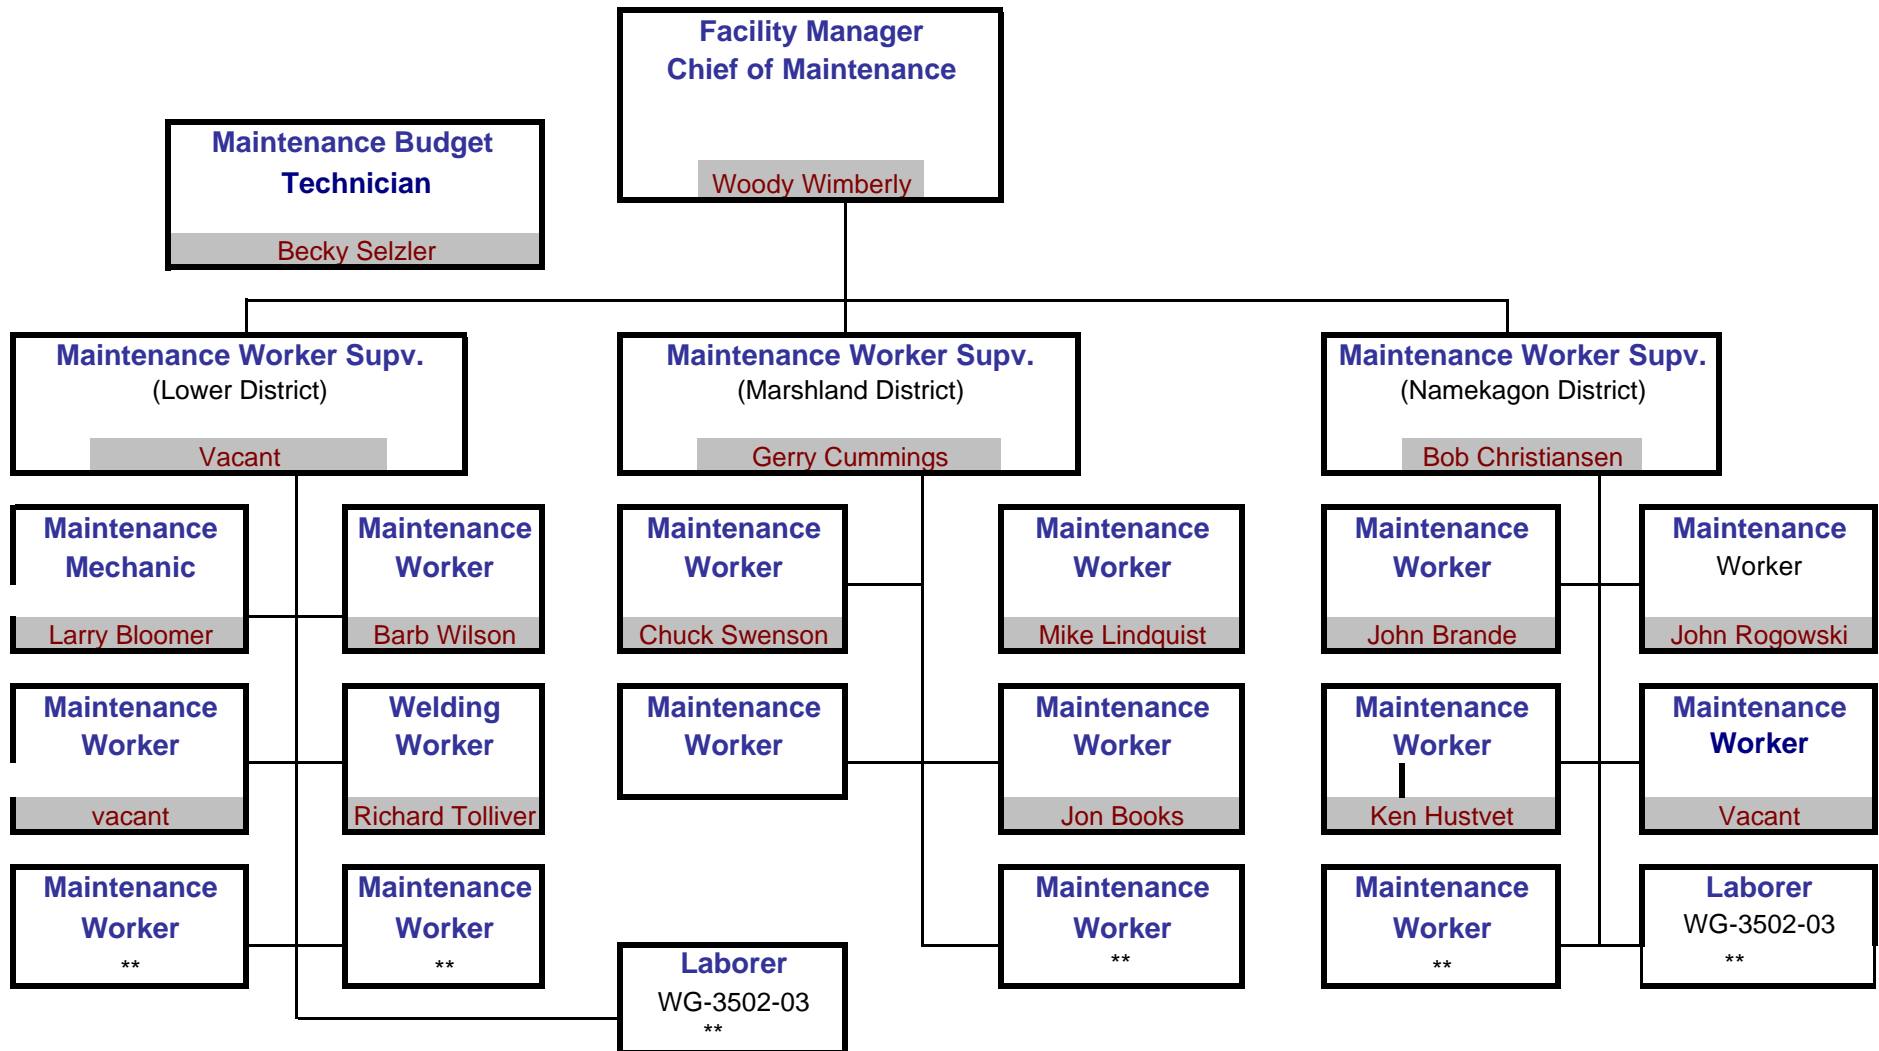 Facility Manager
Chief of Maintenance
Woody Wimberly
Maintenance Budget
Technician
Becky Selzler
Maintenance Worker Supv.
(Lower District)
Vacant
Maintenance Worker Supv.
(Marshland District)
Gerry Cummings
Maintenance Worker Supv.
(Namekagon District)
Bob Christiansen
Maintenance
Mechanic
Larry Bloomer
Maintenance
Worker
Barb Wilson
Maintenance
Worker
Chuck Swenson
Maintenance
Worker
Mike Lindquist
Maintenance
Worker
John Brande
Maintenance
Worker
John Rogowski
Maintenance
Worker
vacant
Welding
Worker
Richard Tolliver
Maintenance
Worker
Maintenance
Worker
Jon Books
Maintenance
Worker
Ken Hustvet
Maintenance
Worker
Vacant
Maintenance
Worker
**
Maintenance
Worker
**
Laborer
WG-3502-03
**
Maintenance
Worker
**
Maintenance
Worker
**
Laborer
WG-3502-03
**